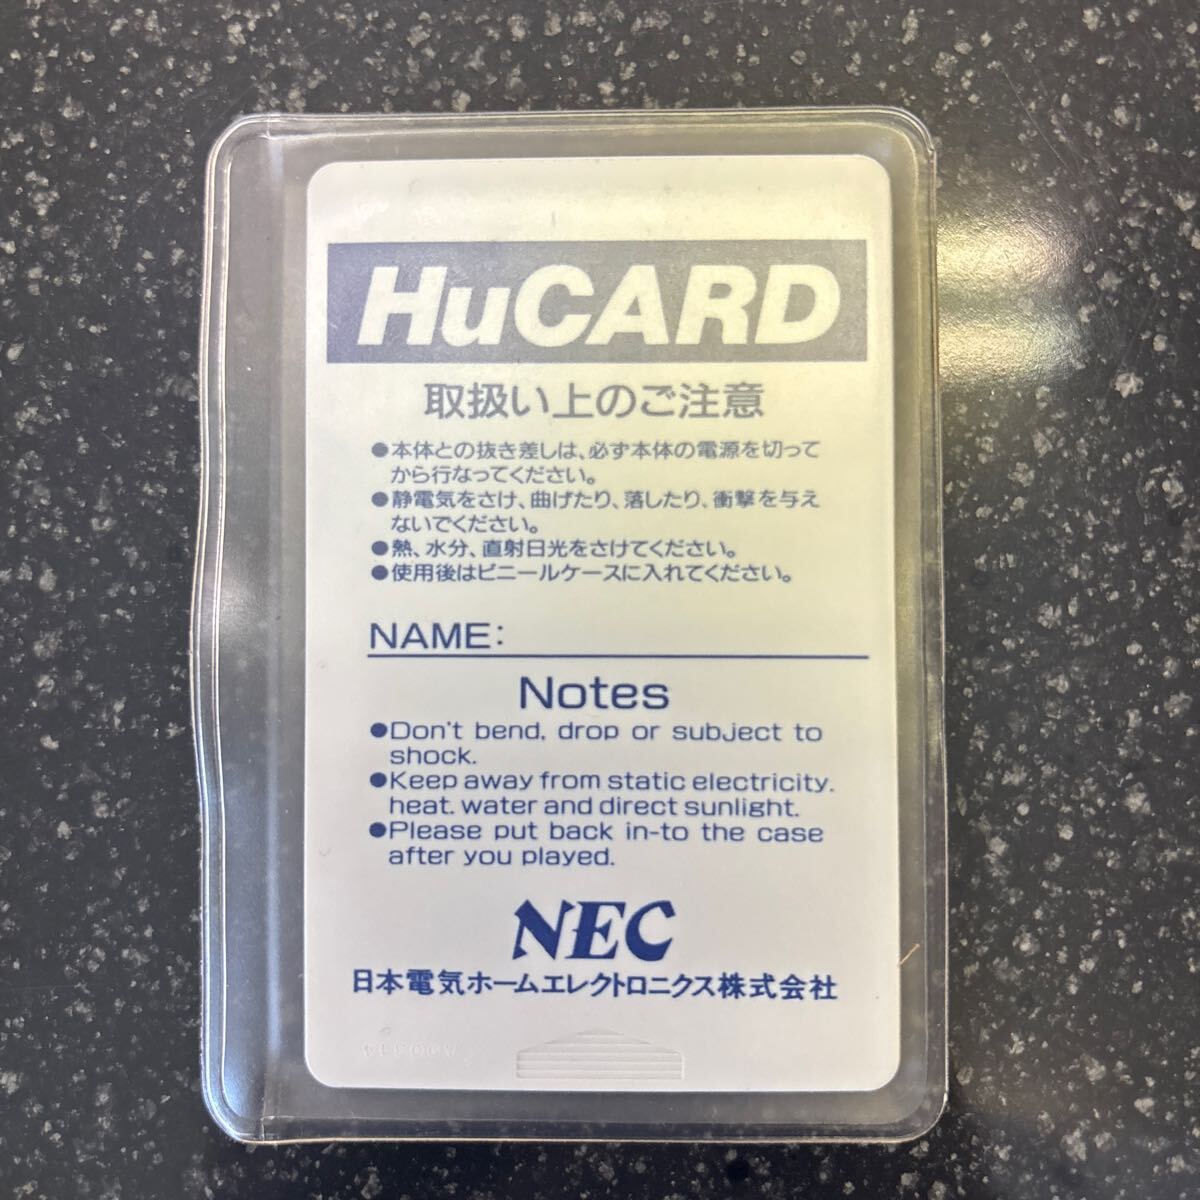 HuCARD
取扱い上のご注意
●本体との抜き差しは、必ず本体の電源を切って
から行なってください。
●静電気をさけ、曲げたり、落したり、衝撃を与え
ないでください。
●熱、水分、直射日光をさけてください。
●使用後はビニールケースに入れてください。
NAME:
Notes
●Don't bend, drop or subject to
shock.
●Keep away from static electricity.
heat. water and direct sunlight.
●Please put back in-to the case
after you played.
NEC
日本電気ホームエレクトロニクス株式会社